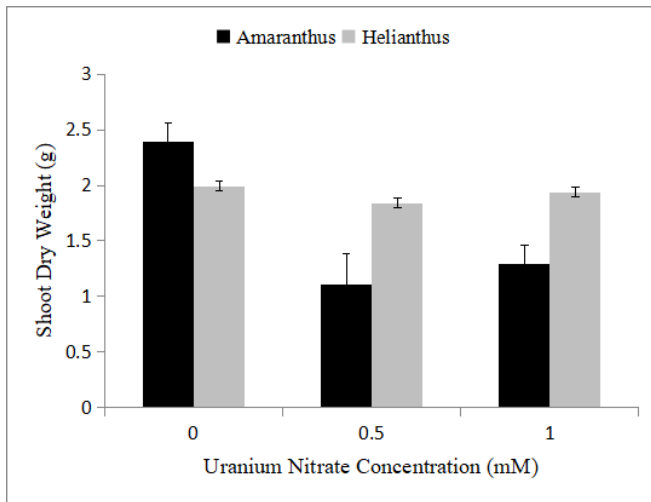 Amaranthus Helianthus
3
2.5
2
1.5
1
0.5
0
Shoot Dry Weight (g)
0 0.5 1
Uranium Nitrate Concentration (mM)